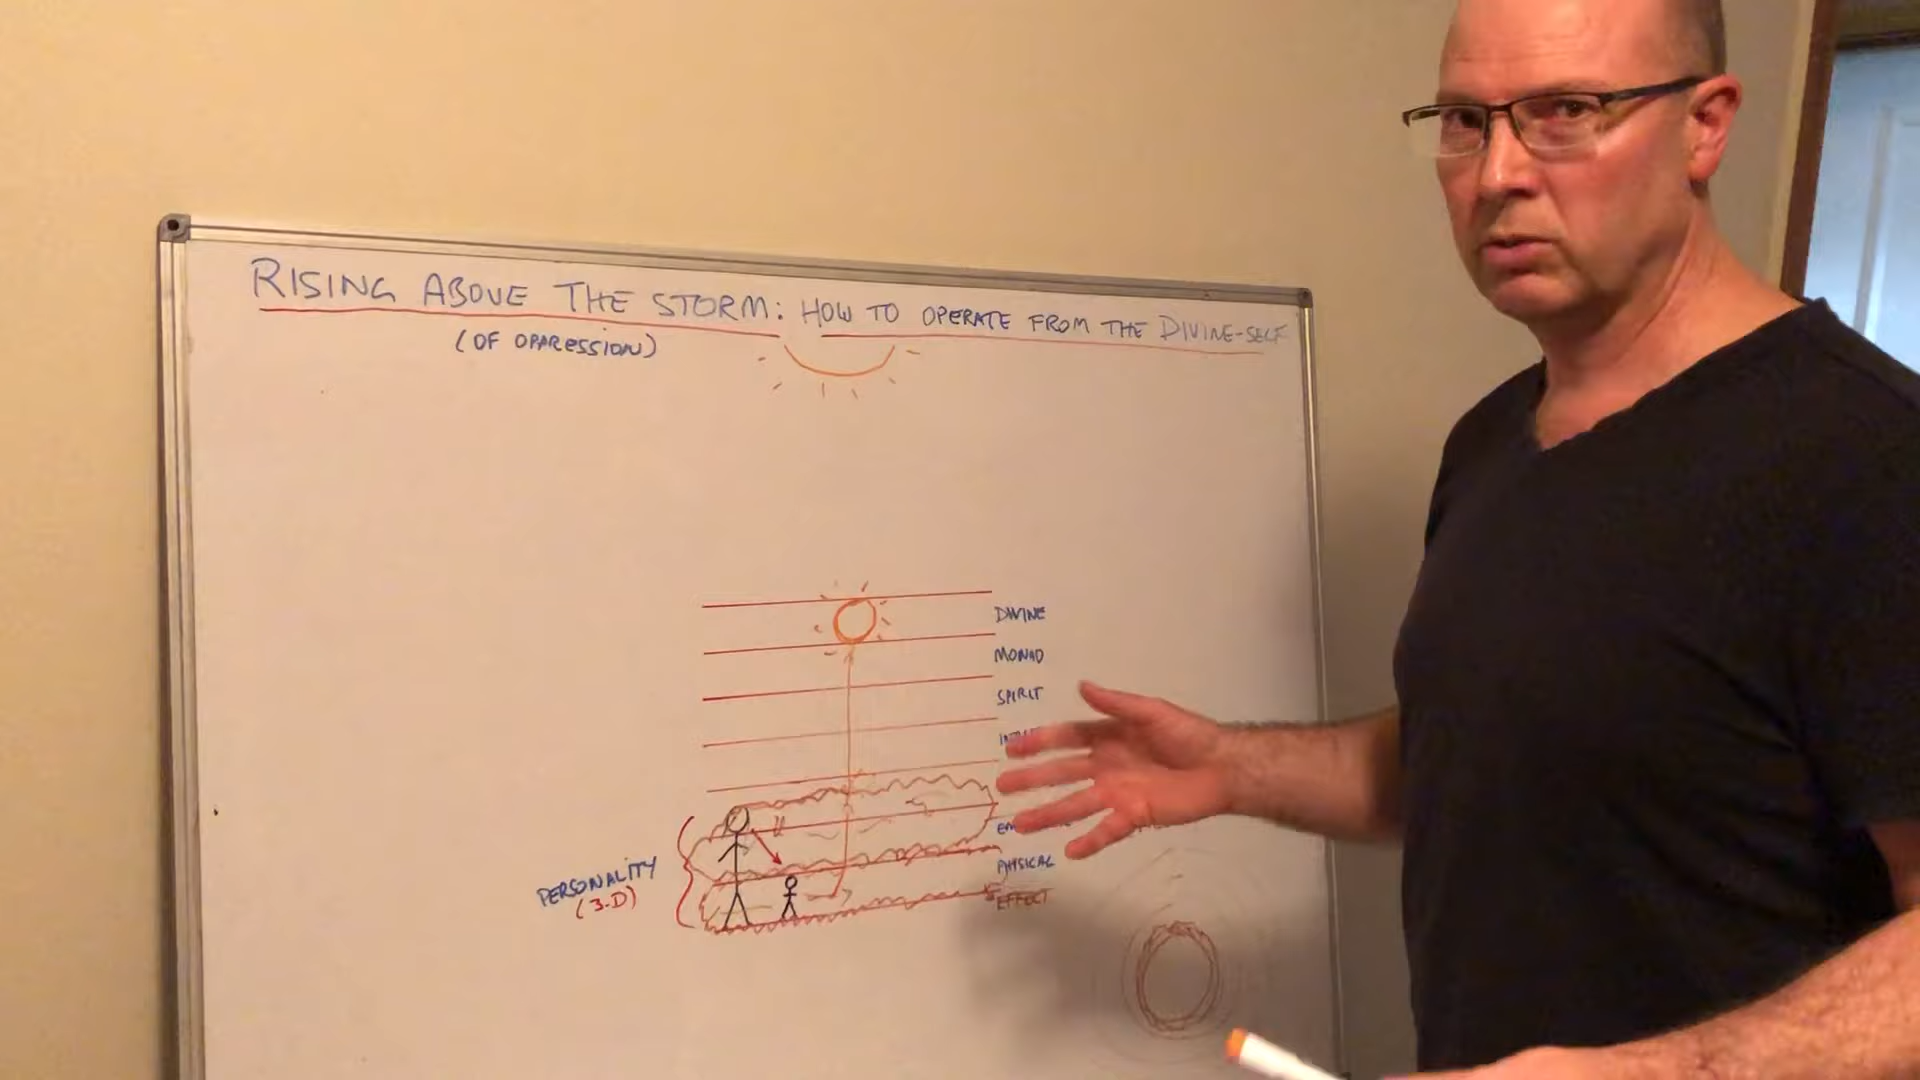 RISING ABOVE THE STORM: HOW TO OPERATE FROM THE DIVINE-SELF
(OF OPPRESSION)
DIVINE
MONAD
SPIRIT
PHYSICAL
EFFECT
PERSONALITY
(3-D)